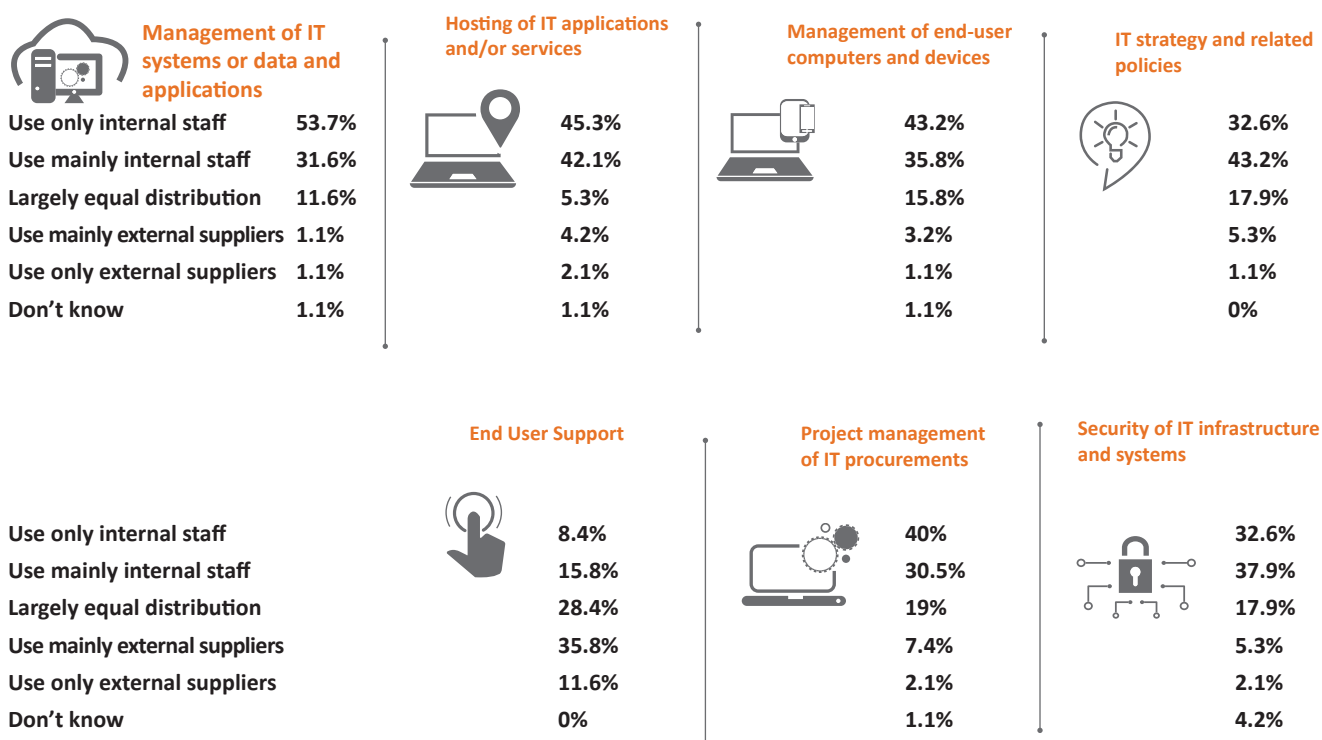 Management of IT
systems or data and
applications
Hosting of IT applications
and/or services
Management of end-user
computers and devices
IT strategy and related
policies
Use only internal staff 53.7% 45.3% 43.2% 32.6%
Use mainly internal staff 31.6% 42.1% 35.8% 43.2%
Largely equal distribution 11.6% 5.3% 15.8% 17.9%
Use mainly external suppliers 1.1% 4.2% 3.2% 5.3%
Use only external suppliers 1.1% 2.1% 1.1% 1.1%
Don’t know 1.1% 1.1% 1.1% 0%
End User Support
Project management
of IT procurements
Security of IT infrastructure
and systems
Use only internal staff 8.4% 40% 32.6%
Use mainly internal staff 15.8% 30.5% 37.9%
Largely equal distribution 28.4% 19% 17.9%
Use mainly external suppliers 35.8% 7.4% 5.3%
Use only external suppliers 11.6% 2.1% 2.1%
Don’t know 0% 1.1% 4.2%